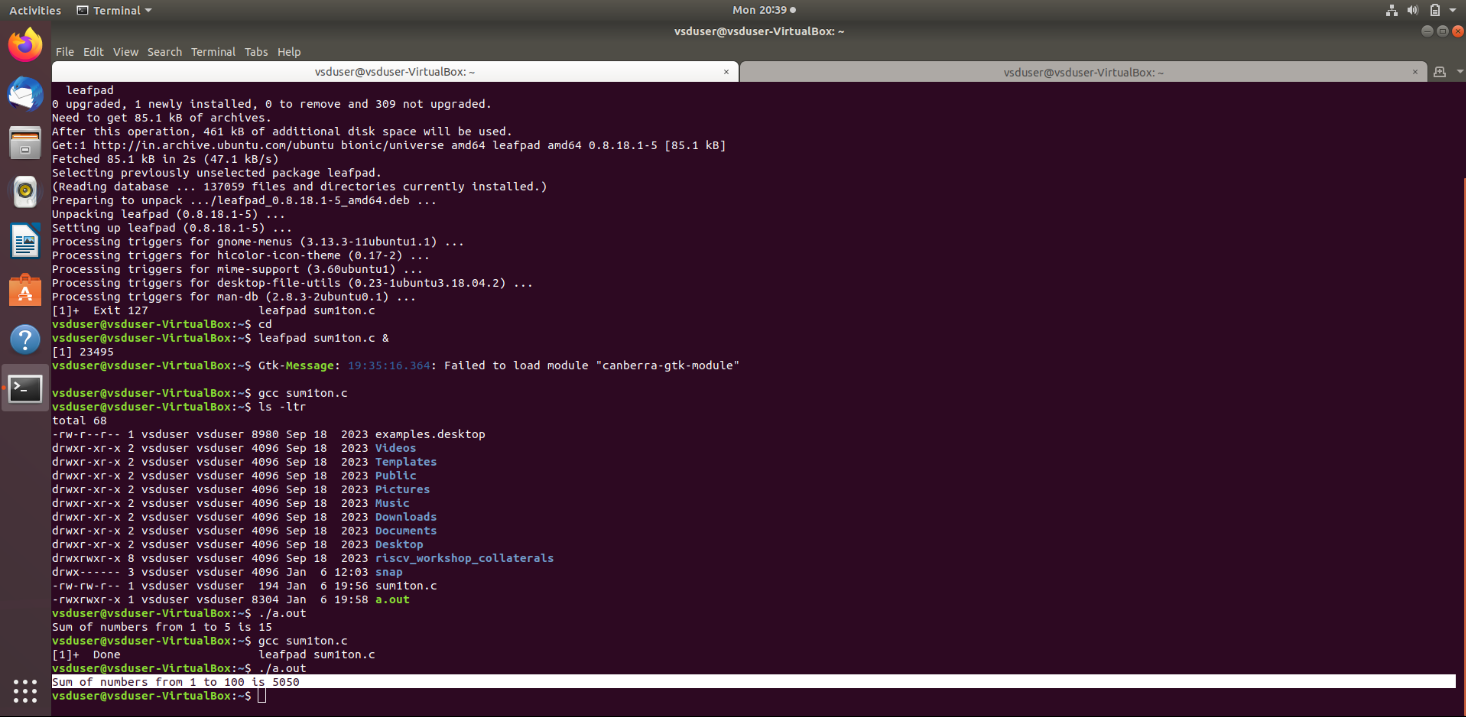 Activities Terminal Mon 20:39
vsduser@vsduser-VirtualBox: ~
File Edit View Search Terminal Tabs Help
vsduser@vsduser-VirtualBox: ~ × vsduser@vsduser-VirtualBox: ~ ×
leafpad
0 upgraded, 1 newly installed, 0 to remove and 309 not upgraded.
Need to get 85.1 kB of archives.
After this operation, 461 kB of additional disk space will be used.
Get:1 http://in.archive.ubuntu.com/ubuntu bionic/universe amd64 leafpad amd64 0.8.18.1-5 [85.1 kB]
Fetched 85.1 kB in 2s (47.1 kB/s)
Selecting previously unselected package leafpad.
(Reading database ... 137059 files and directories currently installed.)
Preparing to unpack .../leafpad_0.8.18.1-5_amd64.deb ...
Unpacking leafpad (0.8.18.1-5) ...
Setting up leafpad (0.8.18.1-5) ...
Processing triggers for gnome-menus (3.13.3-11ubuntu1.1) ...
Processing triggers for hicolor-icon-theme (0.17-2) ...
Processing triggers for mime-support (3.60ubuntu1) ...
Processing triggers for desktop-file-utils (0.23-1ubuntu3.18.04.2) ...
Processing triggers for man-db (2.8.3-2ubuntu0.1) ...
[1]+  Exit 127                leafpad sum1ton.c
vsduser@vsduser-VirtualBox:~$ cd
vsduser@vsduser-VirtualBox:~$ leafpad sum1ton.c &
[1] 23495
vsduser@vsduser-VirtualBox:~$ Gtk-Message: 19:35:16.364: Failed to load module "canberra-gtk-module"
vsduser@vsduser-VirtualBox:~$ gcc sum1ton.c
vsduser@vsduser-VirtualBox:~$ ls -ltr
total 68
-rw-r--r-- 1 vsduser vsduser 8980 Sep 18  2023 examples.desktop
drwxr-xr-x 2 vsduser vsduser 4096 Sep 18  2023 Videos
drwxr-xr-x 2 vsduser vsduser 4096 Sep 18  2023 Templates
drwxr-xr-x 2 vsduser vsduser 4096 Sep 18  2023 Public
drwxr-xr-x 2 vsduser vsduser 4096 Sep 18  2023 Pictures
drwxr-xr-x 2 vsduser vsduser 4096 Sep 18  2023 Music
drwxr-xr-x 2 vsduser vsduser 4096 Sep 18  2023 Downloads
drwxr-xr-x 2 vsduser vsduser 4096 Sep 18  2023 Documents
drwxr-xr-x 2 vsduser vsduser 4096 Sep 18  2023 Desktop
drwxrwxr-x 8 vsduser vsduser 4096 Sep 18  2023 riscv_workshop_collaterals
drwx------ 3 vsduser vsduser 4096 Jan  6 12:03 snap
-rw-rw-r-- 1 vsduser vsduser  194 Jan  6 19:56 sum1ton.c
-rwxrwxr-x 1 vsduser vsduser 8304 Jan  6 19:58 a.out
vsduser@vsduser-VirtualBox:~$ ./a.out
Sum of numbers from 1 to 5 is 15
vsduser@vsduser-VirtualBox:~$ gcc sum1ton.c
[1]+  Done                    leafpad sum1ton.c
vsduser@vsduser-VirtualBox:~$ ./a.out
Sum of numbers from 1 to 100 is 5050
vsduser@vsduser-VirtualBox:~$